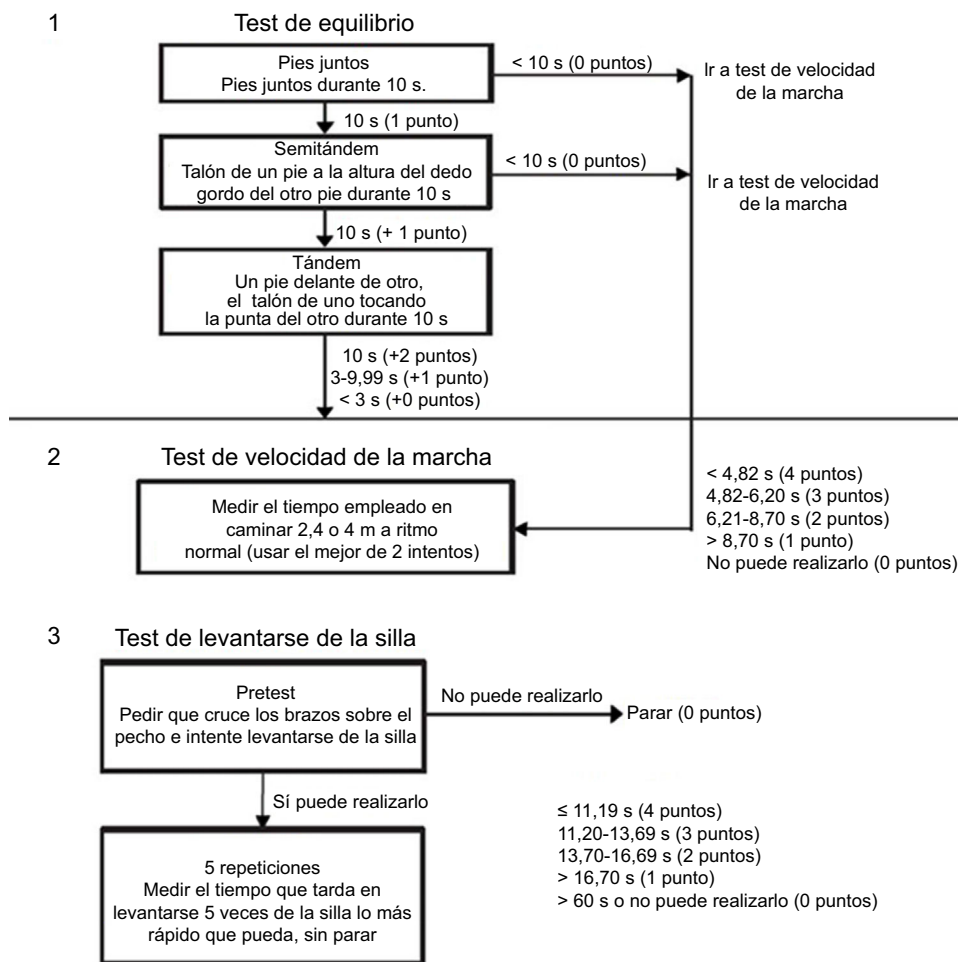 1 Test de equilibrio
Pies juntos
Pies juntos durante 10 s.
< 10 s (0 puntos)
Ir a test de velocidad
de la marcha
10 s (1 punto)
Semitándem
Talón de un pie a la altura del dedo
gordo del otro pie durante 10 s
< 10 s (0 puntos)
Ir a test de velocidad
de la marcha
10 s (+ 1 punto)
Tándem
Un pie delante de otro,
el talón de uno tocando
la punta del otro durante 10 s
10 s (+2 puntos)
3-9,99 s (+1 punto)
< 3 s (+0 puntos)
2 Test de velocidad de la marcha
Medir el tiempo empleado en
caminar 2,4 o 4 m a ritmo
normal (usar el mejor de 2 intentos)
< 4,82 s (4 puntos)
4,82-6,20 s (3 puntos)
6,21-8,70 s (2 puntos)
> 8,70 s (1 punto)
No puede realizarlo (0 puntos)
3 Test de levantarse de la silla
Pretest
Pedir que cruce los brazos sobre el
pecho e intente levantarse de la silla
No puede realizarlo
Parar (0 puntos)
Sí puede realizarlo
5 repeticiones
Medir el tiempo que tarda en
levantarse 5 veces de la silla lo más
rápido que pueda, sin parar
≤ 11,19 s (4 puntos)
11,20-13,69 s (3 puntos)
13,70-16,69 s (2 puntos)
> 16,70 s (1 punto)
> 60 s o no puede realizarlo (0 puntos)